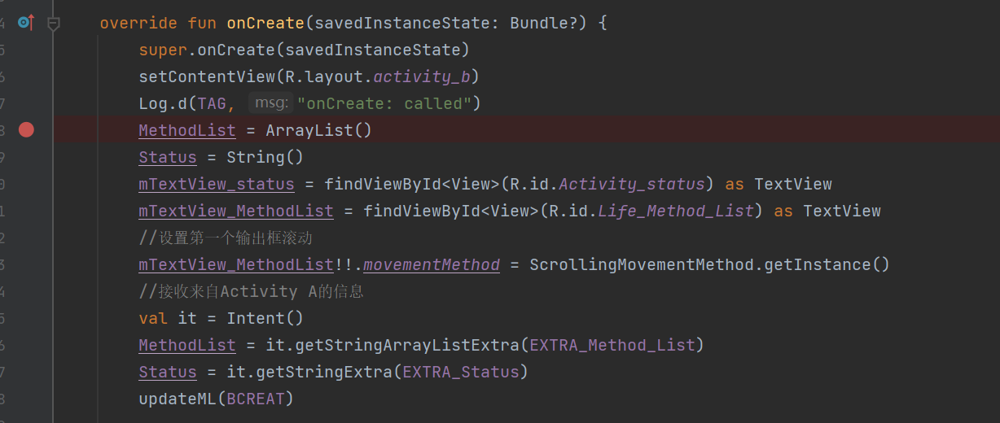 override fun onCreate(savedInstanceState: Bundle?) {
super.onCreate(savedInstanceState)
setContentView(R.layout.activity_b)
Log.d(TAG, msg: "onCreate: called")
MethodList = ArrayList()
Status = String()
mTextView_status = findViewById<View>(R.id.Activity_status) as TextView
mTextView_MethodList = findViewById<View>(R.id.Life_Method_List) as TextView
//设置第一个输出框滚动
mTextView_MethodList!!.movementMethod = ScrollingMovementMethod.getInstance()
//接收来自Activity A的信息
val it = Intent()
MethodList = it.getStringArrayListExtra(EXTRA_Method_List)
Status = it.getStringExtra(EXTRA_Status)
updateML(BCREAT)